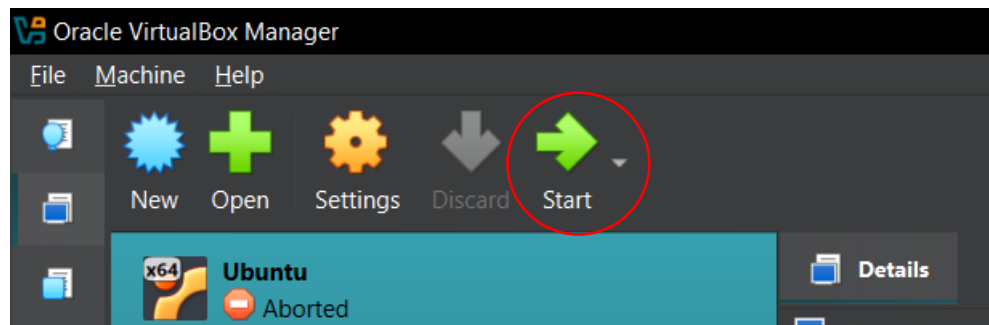 Oracle VirtualBox Manager
File Machine Help
New Open Settings Discard Start
x64
Ubuntu
Aborted
Details